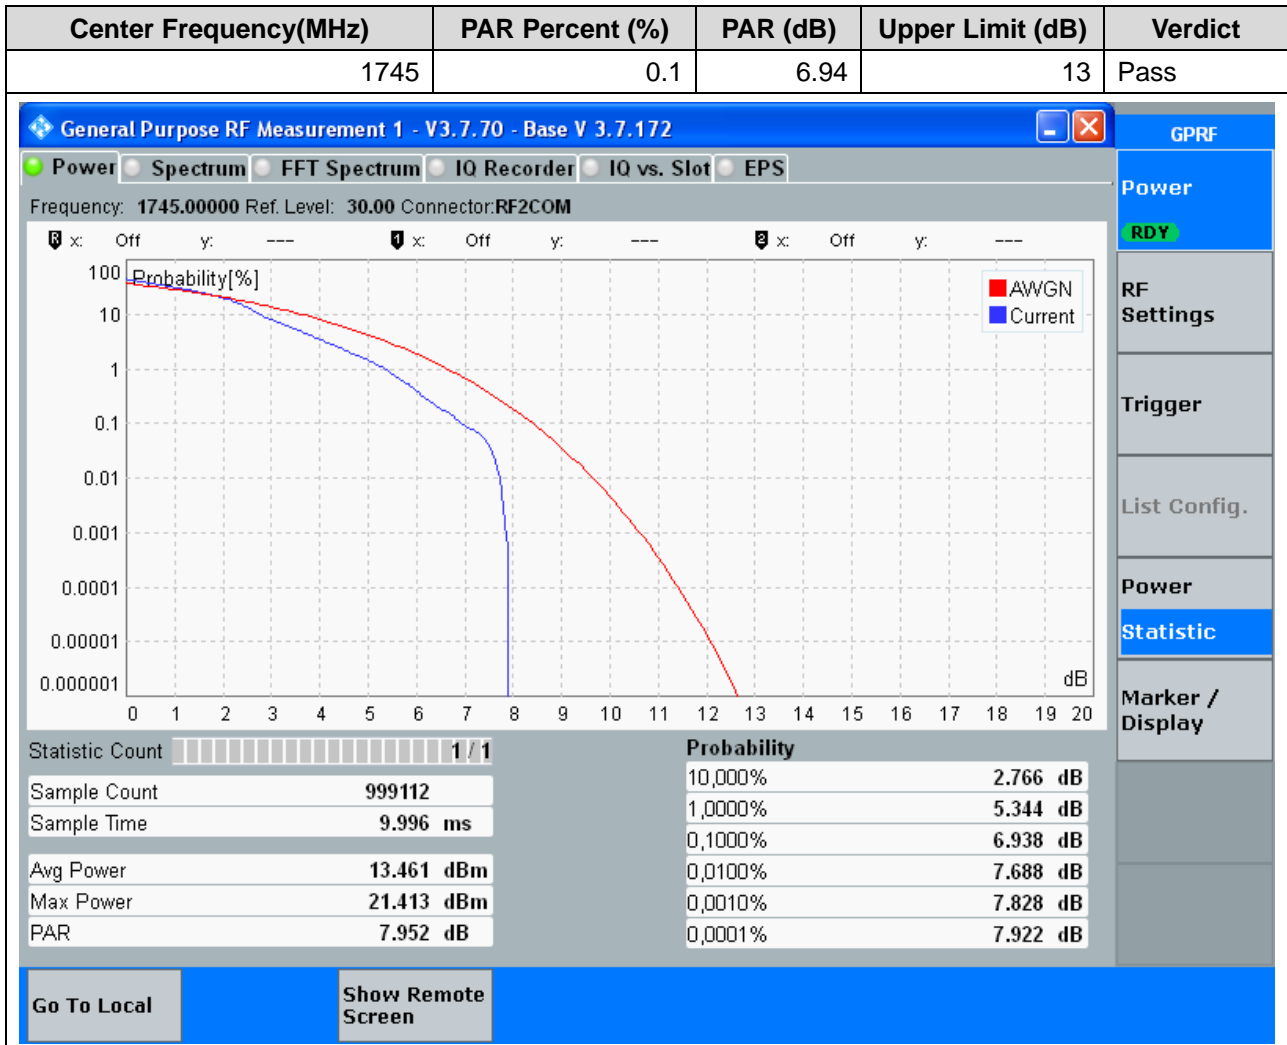 Center Frequency(MHz) PAR Percent (%) PAR (dB) Upper Limit (dB) Verdict
1745 0.1 6.94 13 Pass
General Purpose RF Measurement 1 - V3.7.70 - Base V 3.7.172
GPRF
Power Spectrum FFT Spectrum IQ Recorder IQ vs. Slot EPS
Frequency: 1745.00000 Ref. Level: 30.00 Connector:RF2COM
R x: Off y: --- 1 x: Off y: --- 2 x: Off y: ---
Probability[%]
100
10
1
0.1
0.01
0.001
0.0001
0.00001
0.000001
AWGN
Current
dB
0 1 2 3 4 5 6 7 8 9 10 11 12 13 14 15 16 17 18 19 20
Statistic Count 1 / 1
Sample Count 999112
Sample Time 9.996 ms
Avg Power 13.461 dBm
Max Power 21.413 dBm
PAR 7.952 dB
Probability
10,000% 2.766 dB
1,0000% 5.344 dB
0,1000% 6.938 dB
0,0100% 7.688 dB
0,0010% 7.828 dB
0,0001% 7.922 dB
Power
RDY
RF
Settings
Trigger
List Config.
Power
Statistic
Marker /
Display
Go To Local
Show Remote
Screen